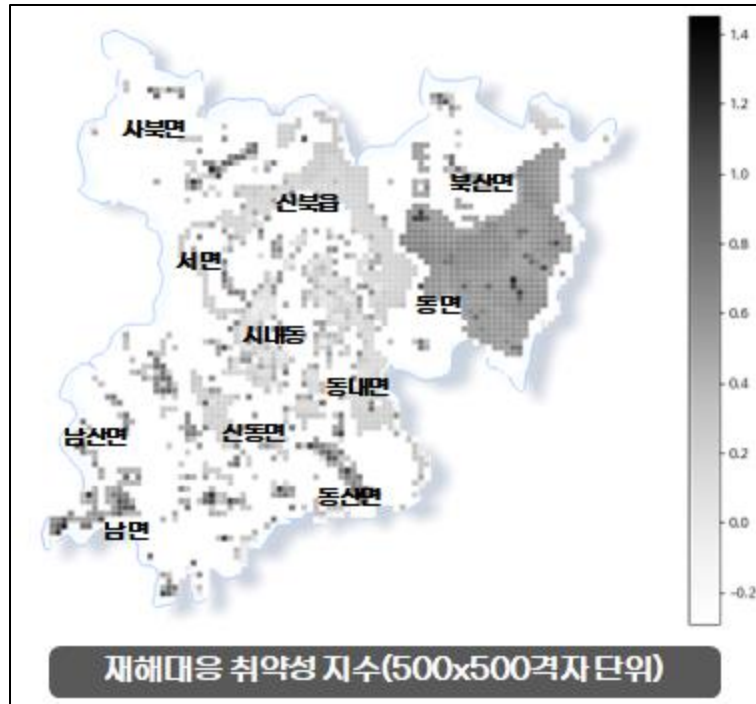 1.4
사북면
1.2
북산면
1.0
신북읍
서면
0.8
동면
시내동
0.6
동내면
0.4
남산면
신동면
0.2
동산면
남면
0.0
-0.2
재해대응 취약성 지수(500x500격자 단위)